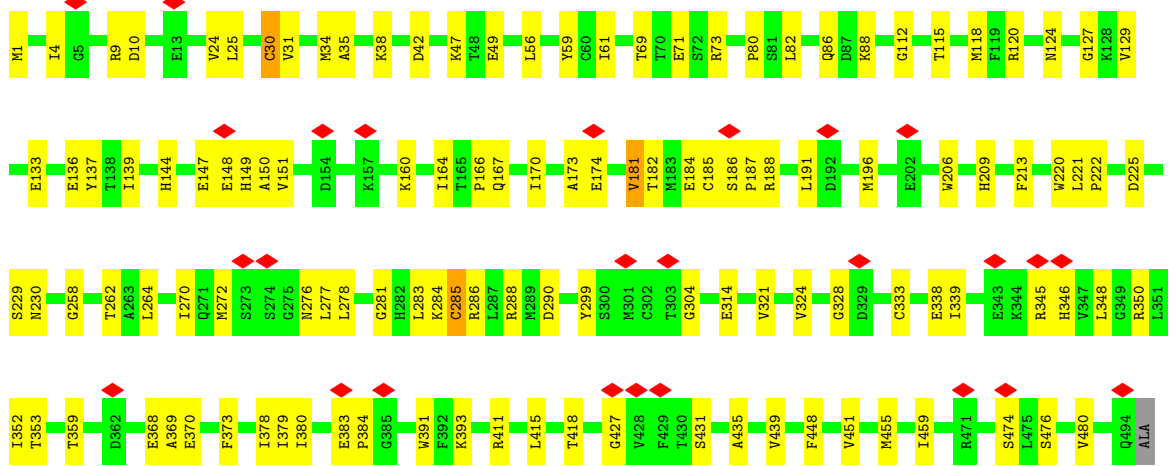 M1 I4 G5 R9 D10 E13 V24 L25 C30 V31 M34 A35 K38 D42 K47 T48 E49 L56 Y59 C60 I61 T69 T70 E71 S72 R73 P80 S81 L82 Q86 D87 K88 G112 T115 M118 F119 R120 N124 G127 K128 V129
E133 E136 Y137 T138 I139 H144 E147 E148 H149 A150 V151 D154 K157 K160 I164 T165 P166 Q167 I170 A173 E174 V181 T182 M183 E184 C185 S186 P187 R188 L191 D192 M196 E202 W206 H209 F213 W220 L221 P222 D225
S229 N230 G258 T262 A263 L264 I270 Q271 M272 S273 S274 G275 N276 L277 L278 G281 H282 L283 K284 C285 R286 L287 R288 M289 D290 Y299 S300 M301 C302 T303 G304 E314 V321 V324 G328 D329 C333 E338 I339 E343 K344 R345 H346 V347 L348 G349 R350 L351
I352 T353 T359 D362 E368 A369 E370 F373 I378 I379 I380 E383 P384 G385 W391 F392 K393 R411 L415 T418 G427 V428 F429 T430 S431 A435 V439 F448 V451 M455 I459 R471 S474 L475 S476 V480 Q494 ALA